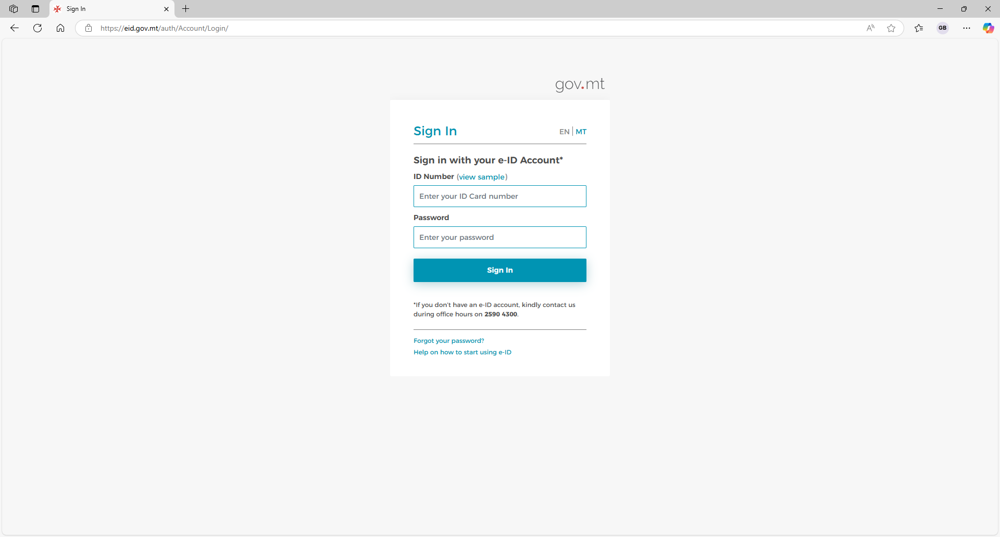 Sign In
https://eid.gov.mt/auth/Account/Login/
GB
gov.mt
Sign In
EN | MT
Sign in with your e-ID Account*
ID Number (view sample)
Enter your ID Card number
Password
Enter your password
Sign In
*If you don't have an e-ID account, kindly contact us
during office hours on 2590 4300.
Forgot your password?
Help on how to start using e-ID